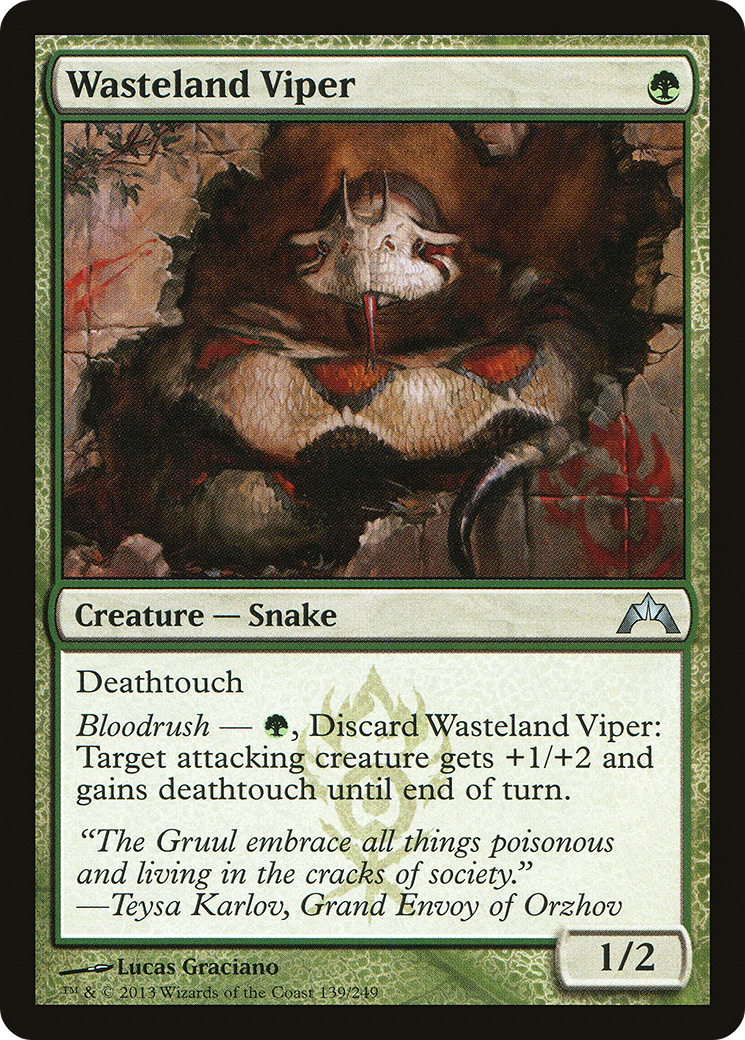 Wasteland Viper
Creature — Snake
Deathtouch
Bloodrush — , Discard Wasteland Viper:
Target attacking creature gets +1/+2 and
gains deathtouch until end of turn.
“The Gruul embrace all things poisonous
and living in the cracks of society.”
—Teysa Karlov, Grand Envoy of Orzhov
1/2
Lucas Graciano
™ & © 2013 Wizards of the Coast 139/249